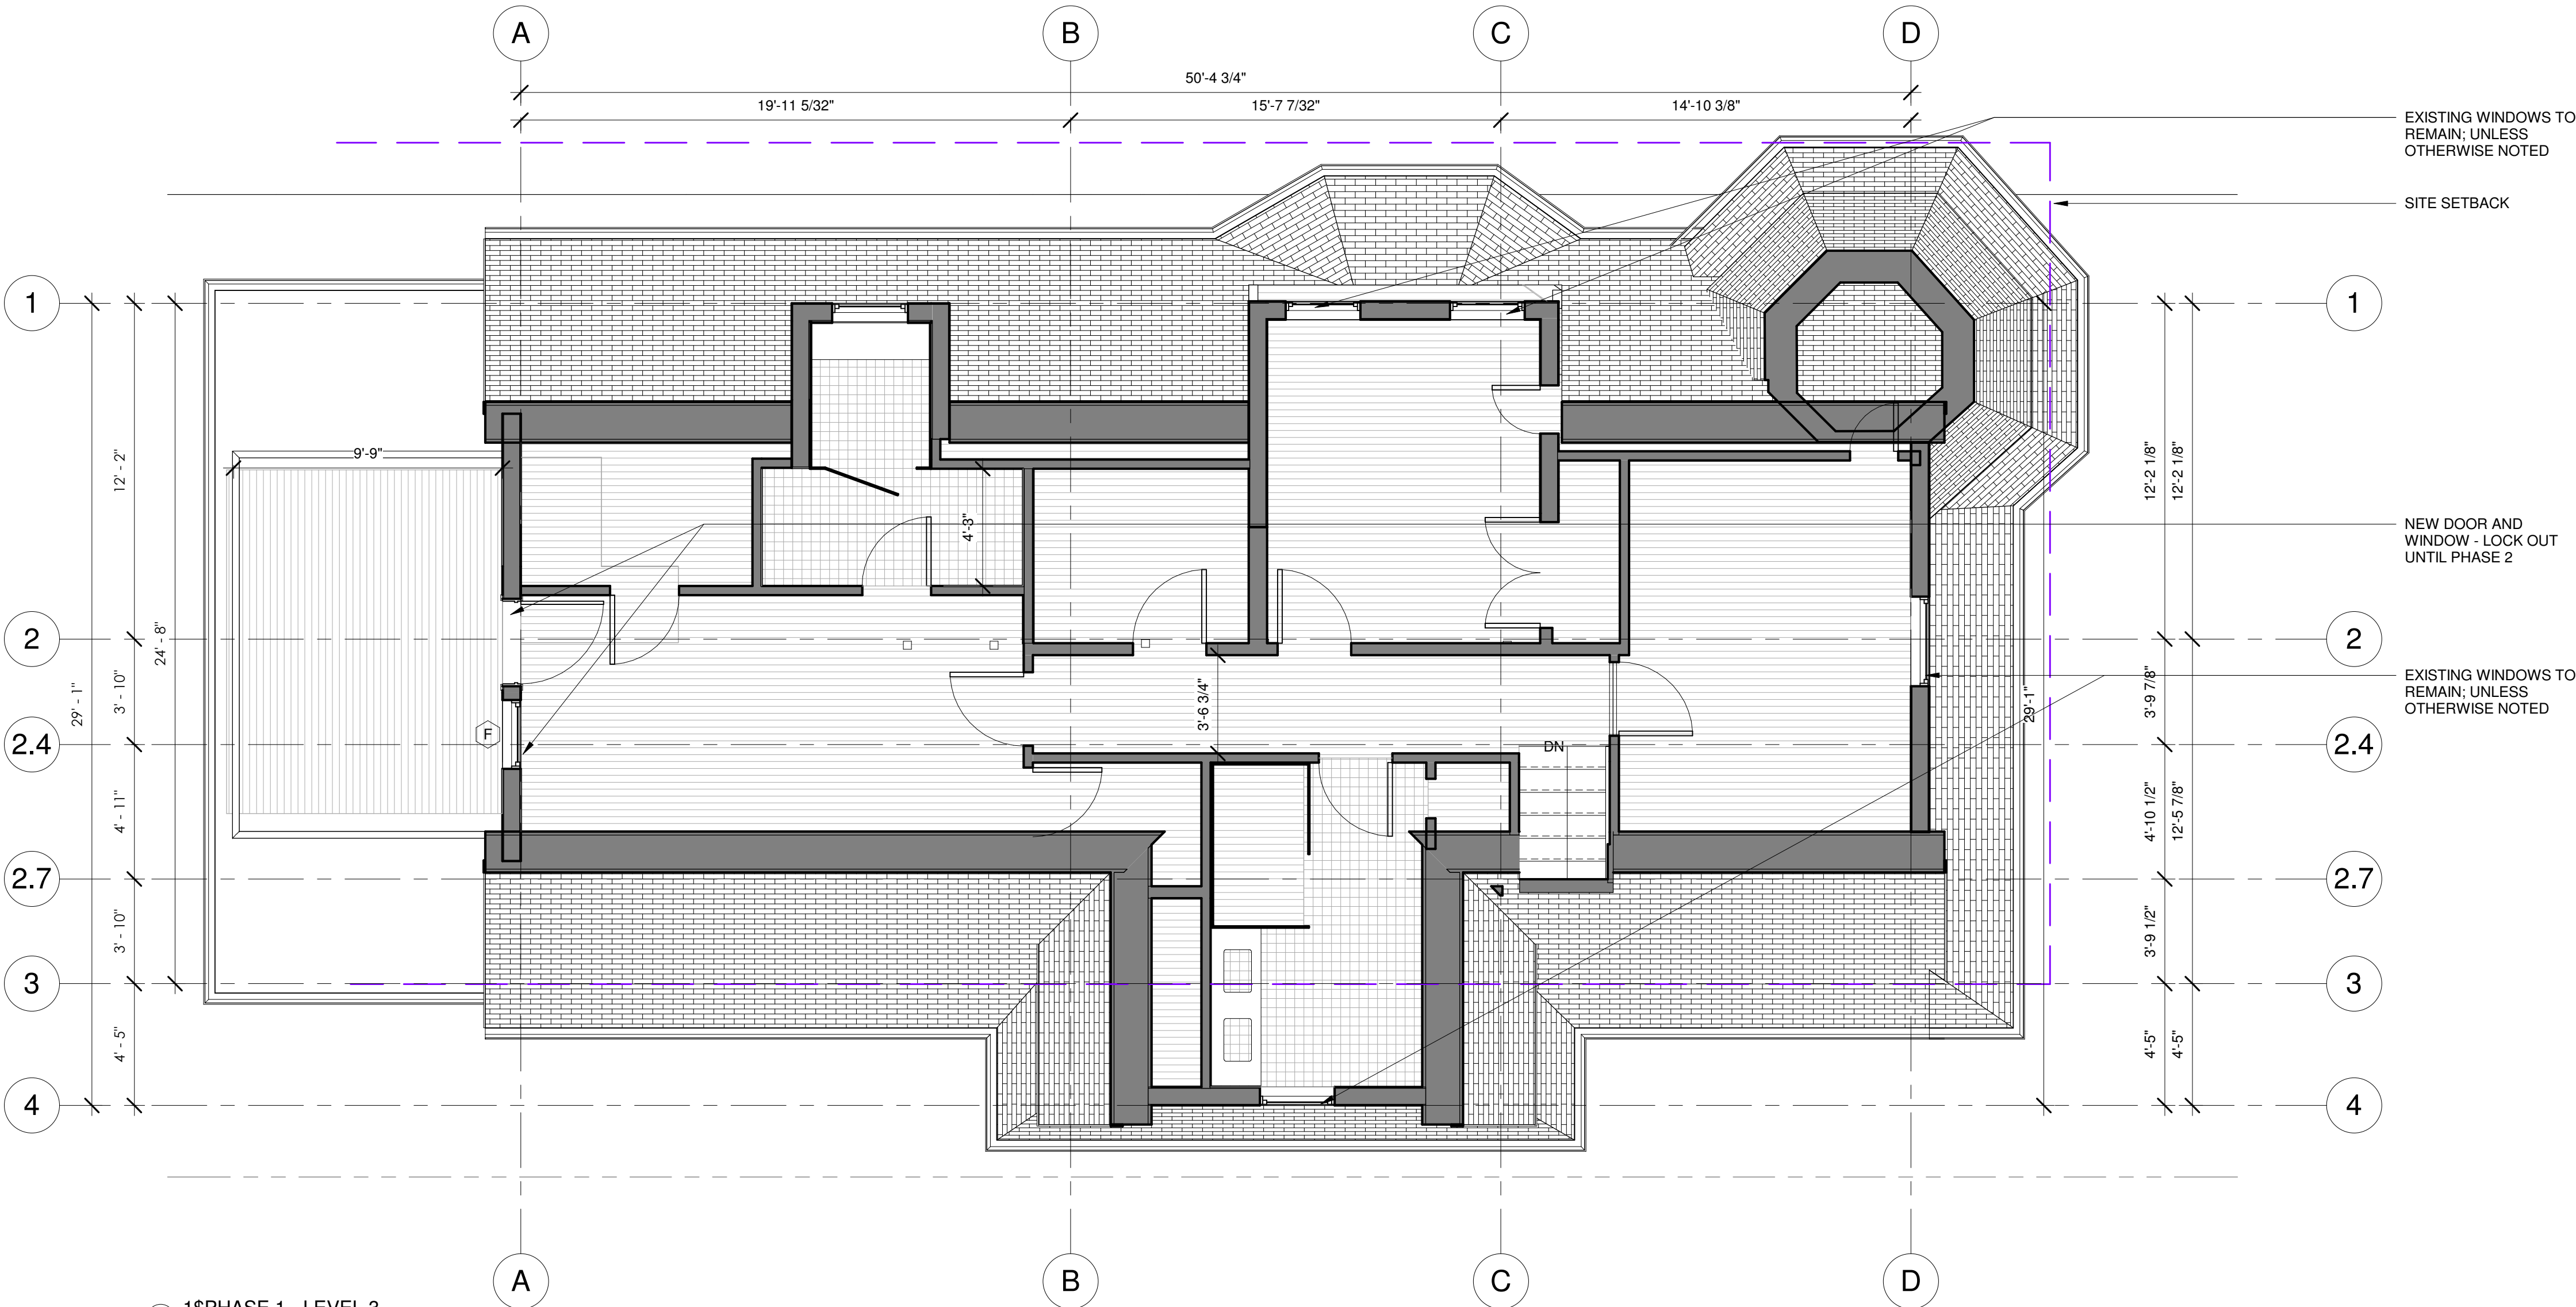 A
B
C
D
50'-4 3/4"
19'-11 5/32"
15'-7 7/32"
14'-10 3/8"
EXISTING WINDOWS TO
REMAIN; UNLESS
OTHERWISE NOTED
SITE SETBACK
1
1
9'-9"
12' - 2"
12'-2 1/8"
12'-2 1/8"
4'-3"
NEW DOOR AND
WINDOW - LOCK OUT
UNTIL PHASE 2
2
24' - 8"
2
29' - 1"
3' - 10"
3'-6 3/4"
29'-1"
3'-9 7/8"
EXISTING WINDOWS TO
REMAIN; UNLESS
OTHERWISE NOTED
F
DN
2.4
2.4
4' - 11"
4'-10 1/2"
12'-5 7/8"
2.7
2.7
3' - 10"
3'-9 1/2"
3
3
4' - 5"
4'-5"
4'-5"
4
4
A
B
C
D